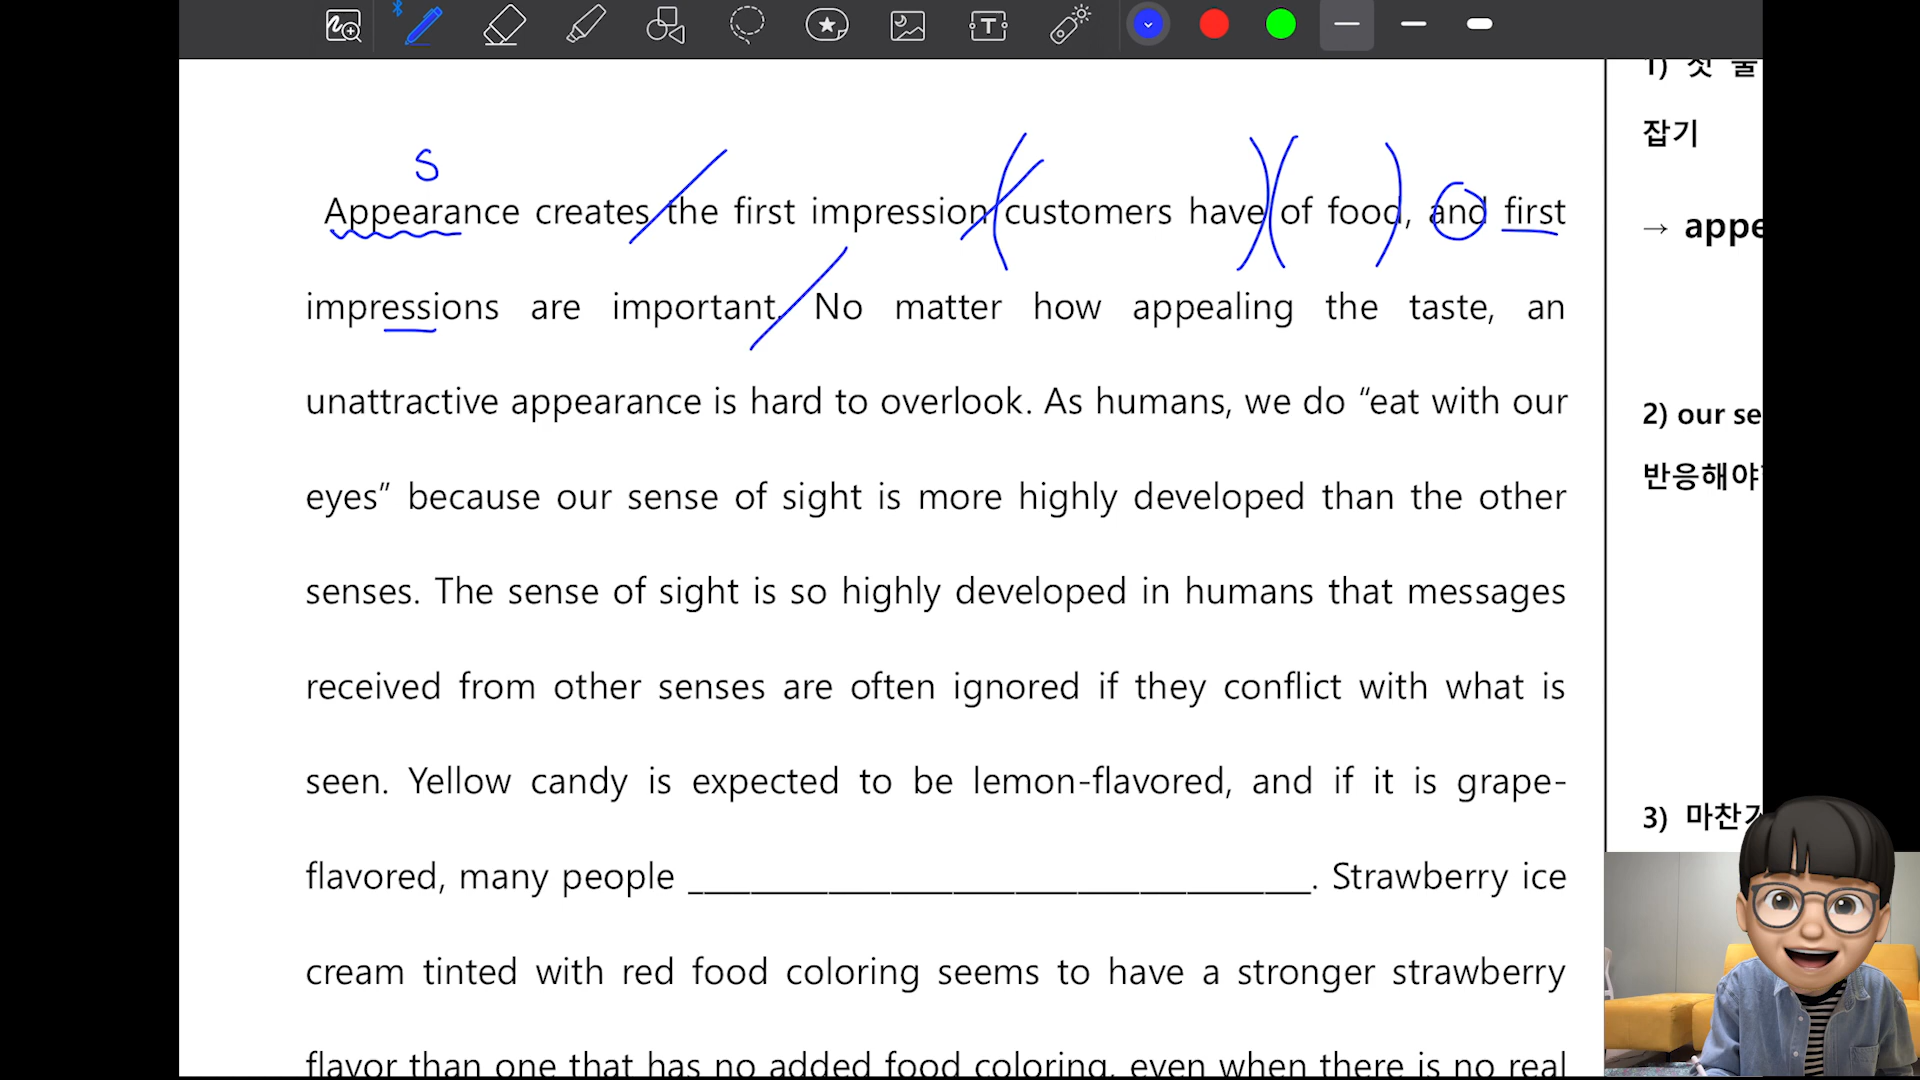 S
Appearance creates the first impression customers have of food, and first
impressions are important. No matter how appealing the taste, an
unattractive appearance is hard to overlook. As humans, we do “eat with our
eyes” because our sense of sight is more highly developed than the other
senses. The sense of sight is so highly developed in humans that messages
received from other senses are often ignored if they conflict with what is
seen. Yellow candy is expected to be lemon-flavored, and if it is grape-
flavored, many people ________________________________________. Strawberry ice
cream tinted with red food coloring seems to have a stronger strawberry
flavor than one that has no added food coloring, even when there is no real
1) 첫
잡기
→ appe
2) our se
반응해야
3) 마찬